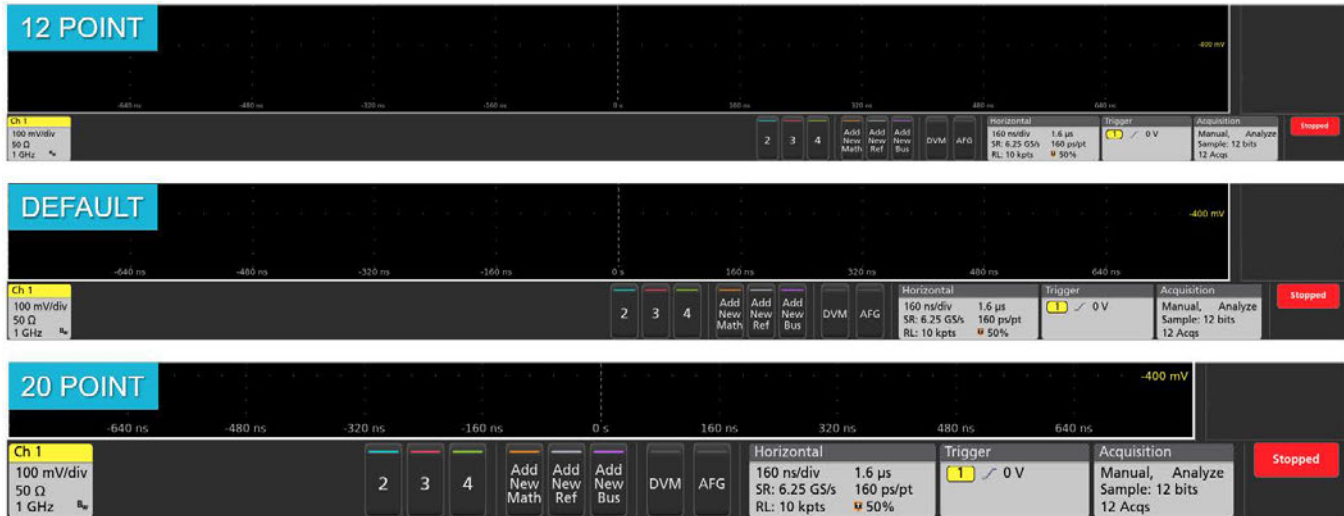 12 POINT
-400 mV
-640 ns -480 ns -320 ns -160 ns 0 s 160 ns 320 ns 480 ns 640 ns
Ch 1
100 mV/div
50 Ω
1 GHz Bw
2 3 4
Add New Math
Add New Ref
Add New Bus
DVM AFG
Horizontal
160 ns/div 1.6 µs
SR: 6.25 GS/s 160 ps/pt
RL: 10 kpts 50%
Trigger
1 0 V
Acquisition
Manual, Analyze
Sample: 12 bits
12 Acqs
Stopped
DEFAULT
-400 mV
-640 ns -480 ns -320 ns -160 ns 0 s 160 ns 320 ns 480 ns 640 ns
Ch 1
100 mV/div
50 Ω
1 GHz Bw
2 3 4
Add New Math
Add New Ref
Add New Bus
DVM AFG
Horizontal
160 ns/div 1.6 µs
SR: 6.25 GS/s 160 ps/pt
RL: 10 kpts 50%
Trigger
1 0 V
Acquisition
Manual, Analyze
Sample: 12 bits
12 Acqs
Stopped
20 POINT
-400 mV
-640 ns -480 ns -320 ns -160 ns 0 s 160 ns 320 ns 480 ns 640 ns
Ch 1
100 mV/div
50 Ω
1 GHz Bw
2 3 4
Add New Math
Add New Ref
Add New Bus
DVM AFG
Horizontal
160 ns/div 1.6 µs
SR: 6.25 GS/s 160 ps/pt
RL: 10 kpts 50%
Trigger
1 0 V
Acquisition
Manual, Analyze
Sample: 12 bits
12 Acqs
Stopped